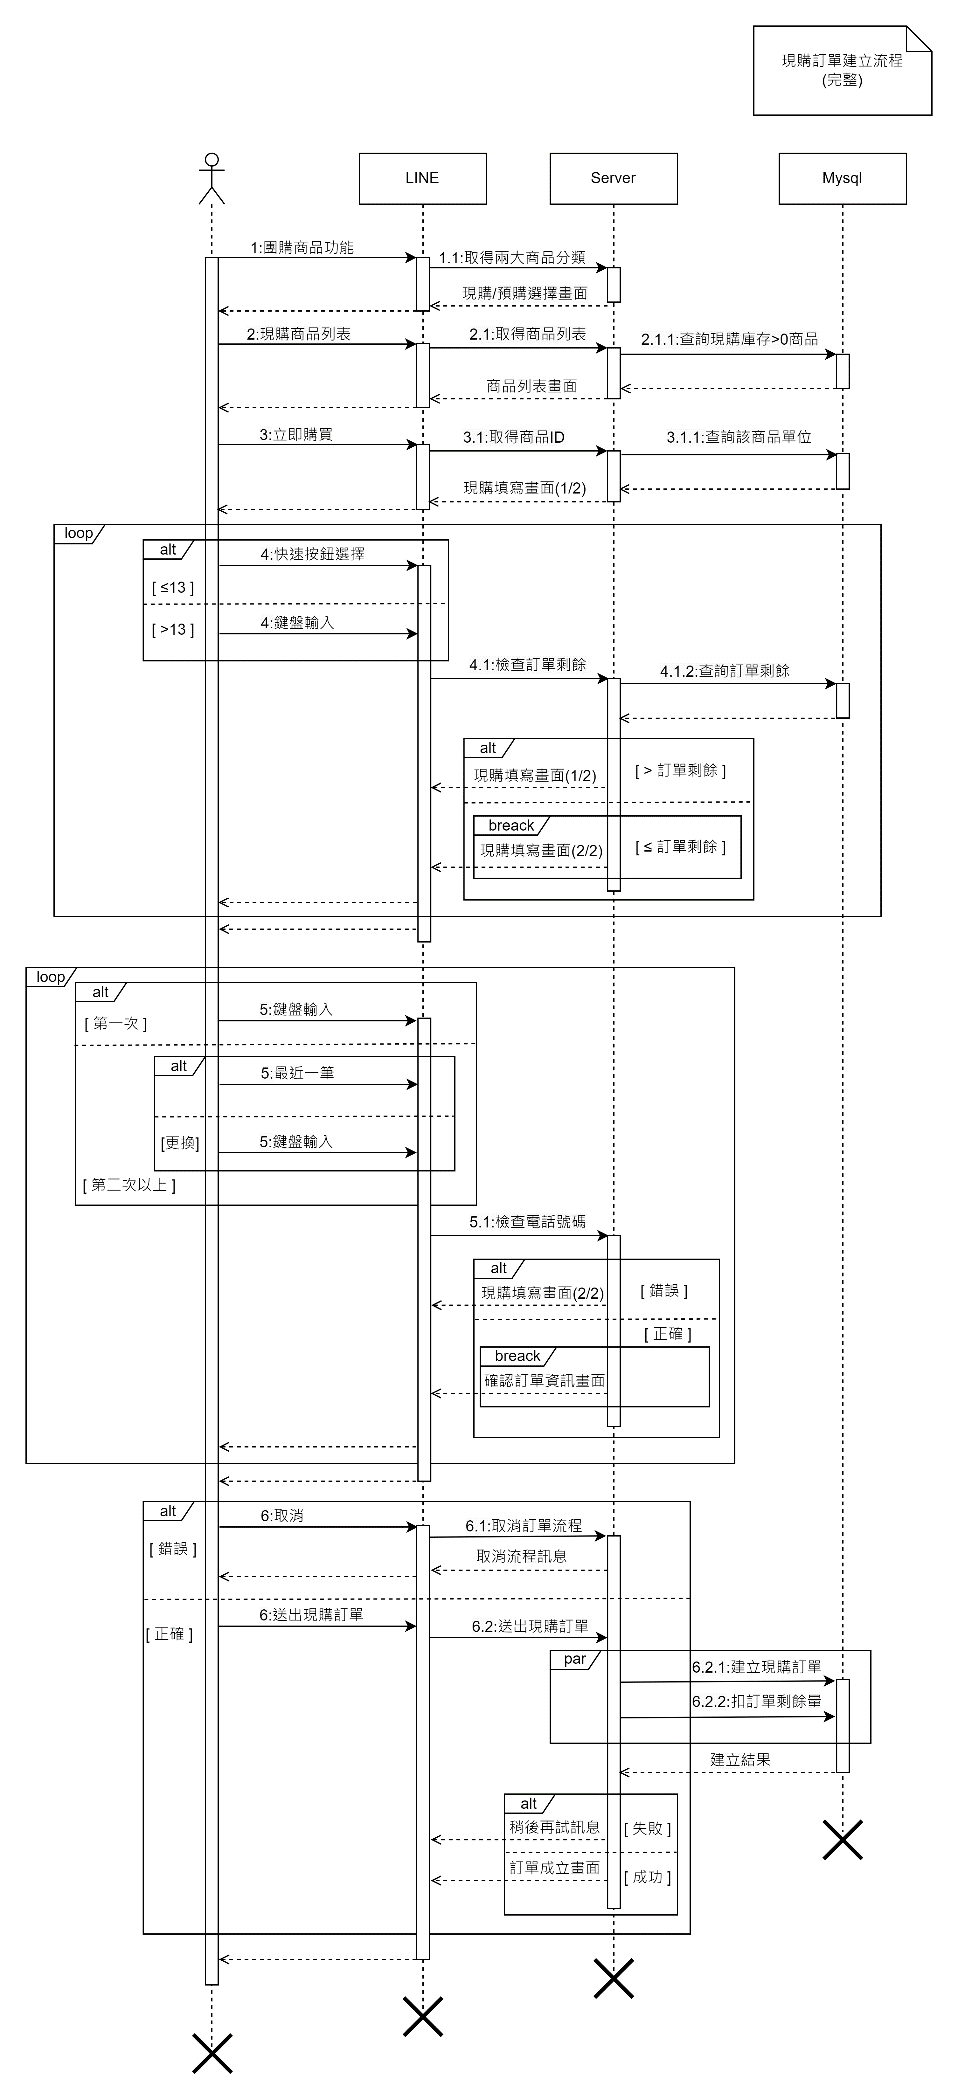 現購訂單建立流程
(完整)
LINE
Server
Mysql
1:團購商品功能
1.1:取得兩大商品分類
現購/預購選擇畫面
2:現購商品列表
2.1:取得商品列表
2.1.1:查詢現購庫存>0商品
商品列表畫面
3:立即購買
3.1:取得商品ID
3.1.1:查詢該商品單位
現購填寫畫面(1/2)
loop
alt
4:快速按鈕選擇
[ ≤13 ]
[ >13 ]
4:鍵盤輸入
4.1:檢查訂單剩餘
4.1.2:查詢訂單剩餘
alt
現購填寫畫面(1/2)
[ > 訂單剩餘 ]
breack
現購填寫畫面(2/2)
[ ≤ 訂單剩餘 ]
loop
alt
5:鍵盤輸入
[ 第一次 ]
alt
5:最近一筆
[更換]
5:鍵盤輸入
[ 第二次以上 ]
5.1:檢查電話號碼
alt
現購填寫畫面(2/2)
[ 錯誤 ]
[ 正確 ]
breack
確認訂單資訊畫面
alt
6:取消
6.1:取消訂單流程
[ 錯誤 ]
取消流程訊息
6:送出現購訂單
6.2:送出現購訂單
[ 正確 ]
par
6.2.1:建立現購訂單
6.2.2:扣訂單剩餘量
建立結果
alt
稍後再試訊息
[ 失敗 ]
訂單成立畫面
[ 成功 ]